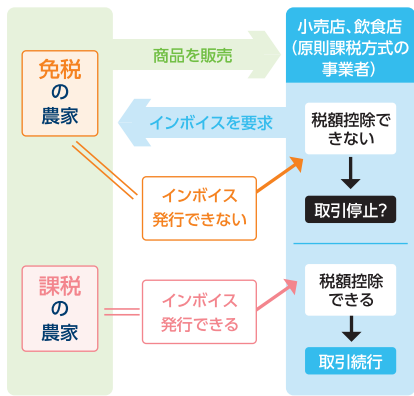 小売店、飲食店
（原則課税方式の
事業者）
商品を販売
免税
の
農家
インボイスを要求
税額控除で
きない
インボイス
発行できない
取引停止？
課税
の
農家
インボイス
発行できる
税額控除
できる
取引続行